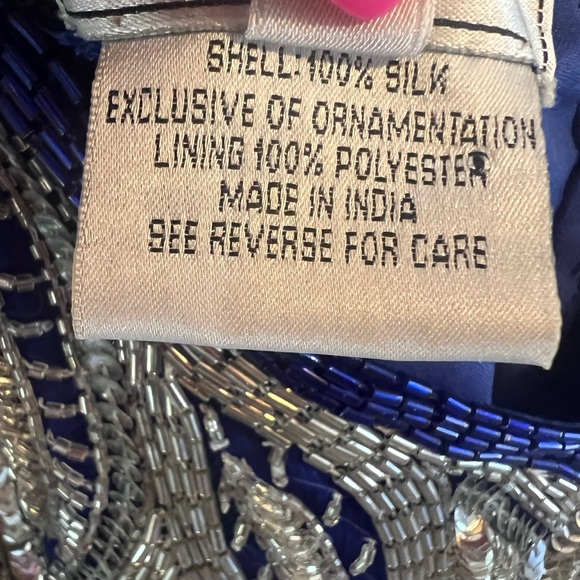 SHELL: 100% SILK
EXCLUSIVE OF ORNAMENTATION
LINING 100% POLYESTER
MADE IN INDIA
SEE REVERSE FOR CARE